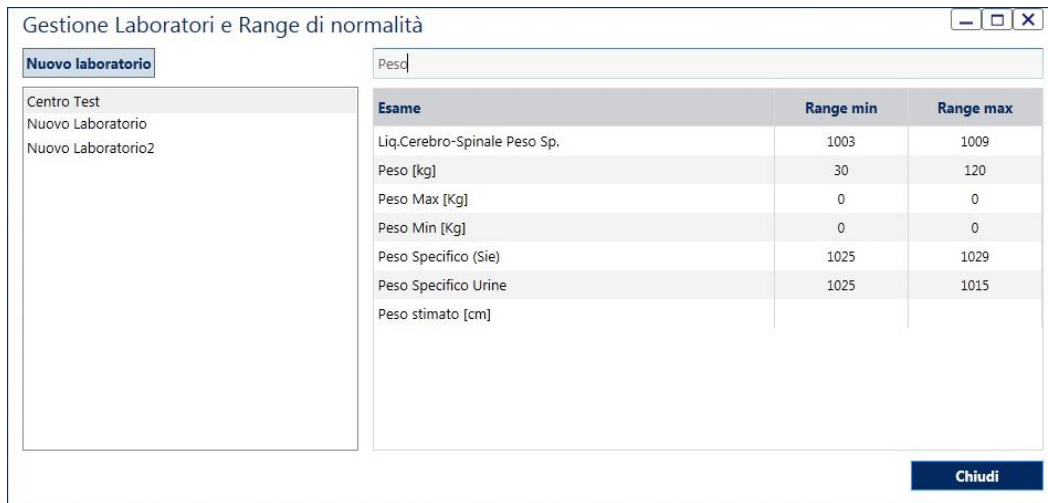 Gestione Laboratori e Range di normalità
Nuovo laboratorio
Peso
Centro Test
Nuovo Laboratorio
Nuovo Laboratorio2
Esame Range min Range max
Liq.Cerebro-Spinale Peso Sp. 1003 1009
Peso [kg] 30 120
Peso Max [Kg] 0 0
Peso Min [Kg] 0 0
Peso Specifico (Sie) 1025 1029
Peso Specifico Urine 1025 1015
Peso stimato [cm]
Chiudi